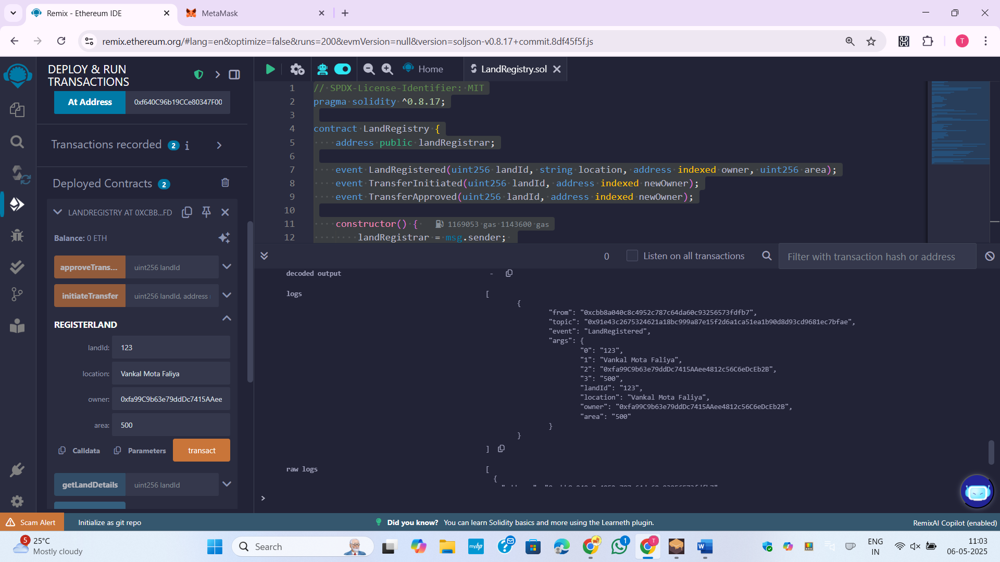 Remix - Ethereum IDE
MetaMask
remix.ethereum.org/#lang=en&optimize=false&runs=200&evmVersion=null&version=soljson-v0.8.17+commit.8df45f5f.js
T
DEPLOY & RUN
TRANSACTIONS
At Address
0xf640C96b19CCe80347F00
Transactions recorded 2 i
Deployed Contracts 2
LANDREGISTRY AT 0XCBB...FD
Balance: 0 ETH
approveTrans...
uint256 landId
initiateTransfer
uint256 landId, address
REGISTERLAND
landId: 123
location: Vankal Mota Faliya
owner: 0xfa99C9b63e79ddDc7415AAee
area: 500
Calldata
Parameters
transact
getLandDetails
uint256 landId
Home
LandRegistry.sol
1 // SPDX-License-Identifier: MIT
2 pragma solidity ^0.8.17;
3
4 contract LandRegistry {
5 address public landRegistrar;
6
7 event LandRegistered(uint256 landId, string location, address indexed owner, uint256 area);
8 event TransferInitiated(uint256 landId, address indexed newOwner);
9 event TransferApproved(uint256 landId, address indexed newOwner);
10
11 constructor() { 1169053 gas 1143600 gas
12 landRegistrar = msg.sender;
0
Listen on all transactions
Filter with transaction hash or address
decoded output -
logs [
{
"from": "0xcbb8a040c8c4952c787c64da60c93256573fdfb7",
"topic": "0x91e43c2675324621a18bc999a87e15f2d6a1ca51ea1b90d8d93cd9681ec7bfae",
"event": "LandRegistered",
"args": {
"0": "123",
"1": "Vankal Mota Faliya",
"2": "0xfa99C9b63e79ddDc7415AAee4812c56C6eDcEb2B",
"3": "500",
"landId": "123",
"location": "Vankal Mota Faliya",
"owner": "0xfa99C9b63e79ddDc7415AAee4812c56C6eDcEb2B",
"area": "500"
}
}
]
raw logs [
{
>
Scam Alert
Initialize as git repo
Did you know? You can learn Solidity basics and more using the Learneth plugin.
RemixAI Copilot (enabled)
5
25°C
Mostly cloudy
Search
myhp
1
T
W
ENG
IN
11:03
06-05-2025